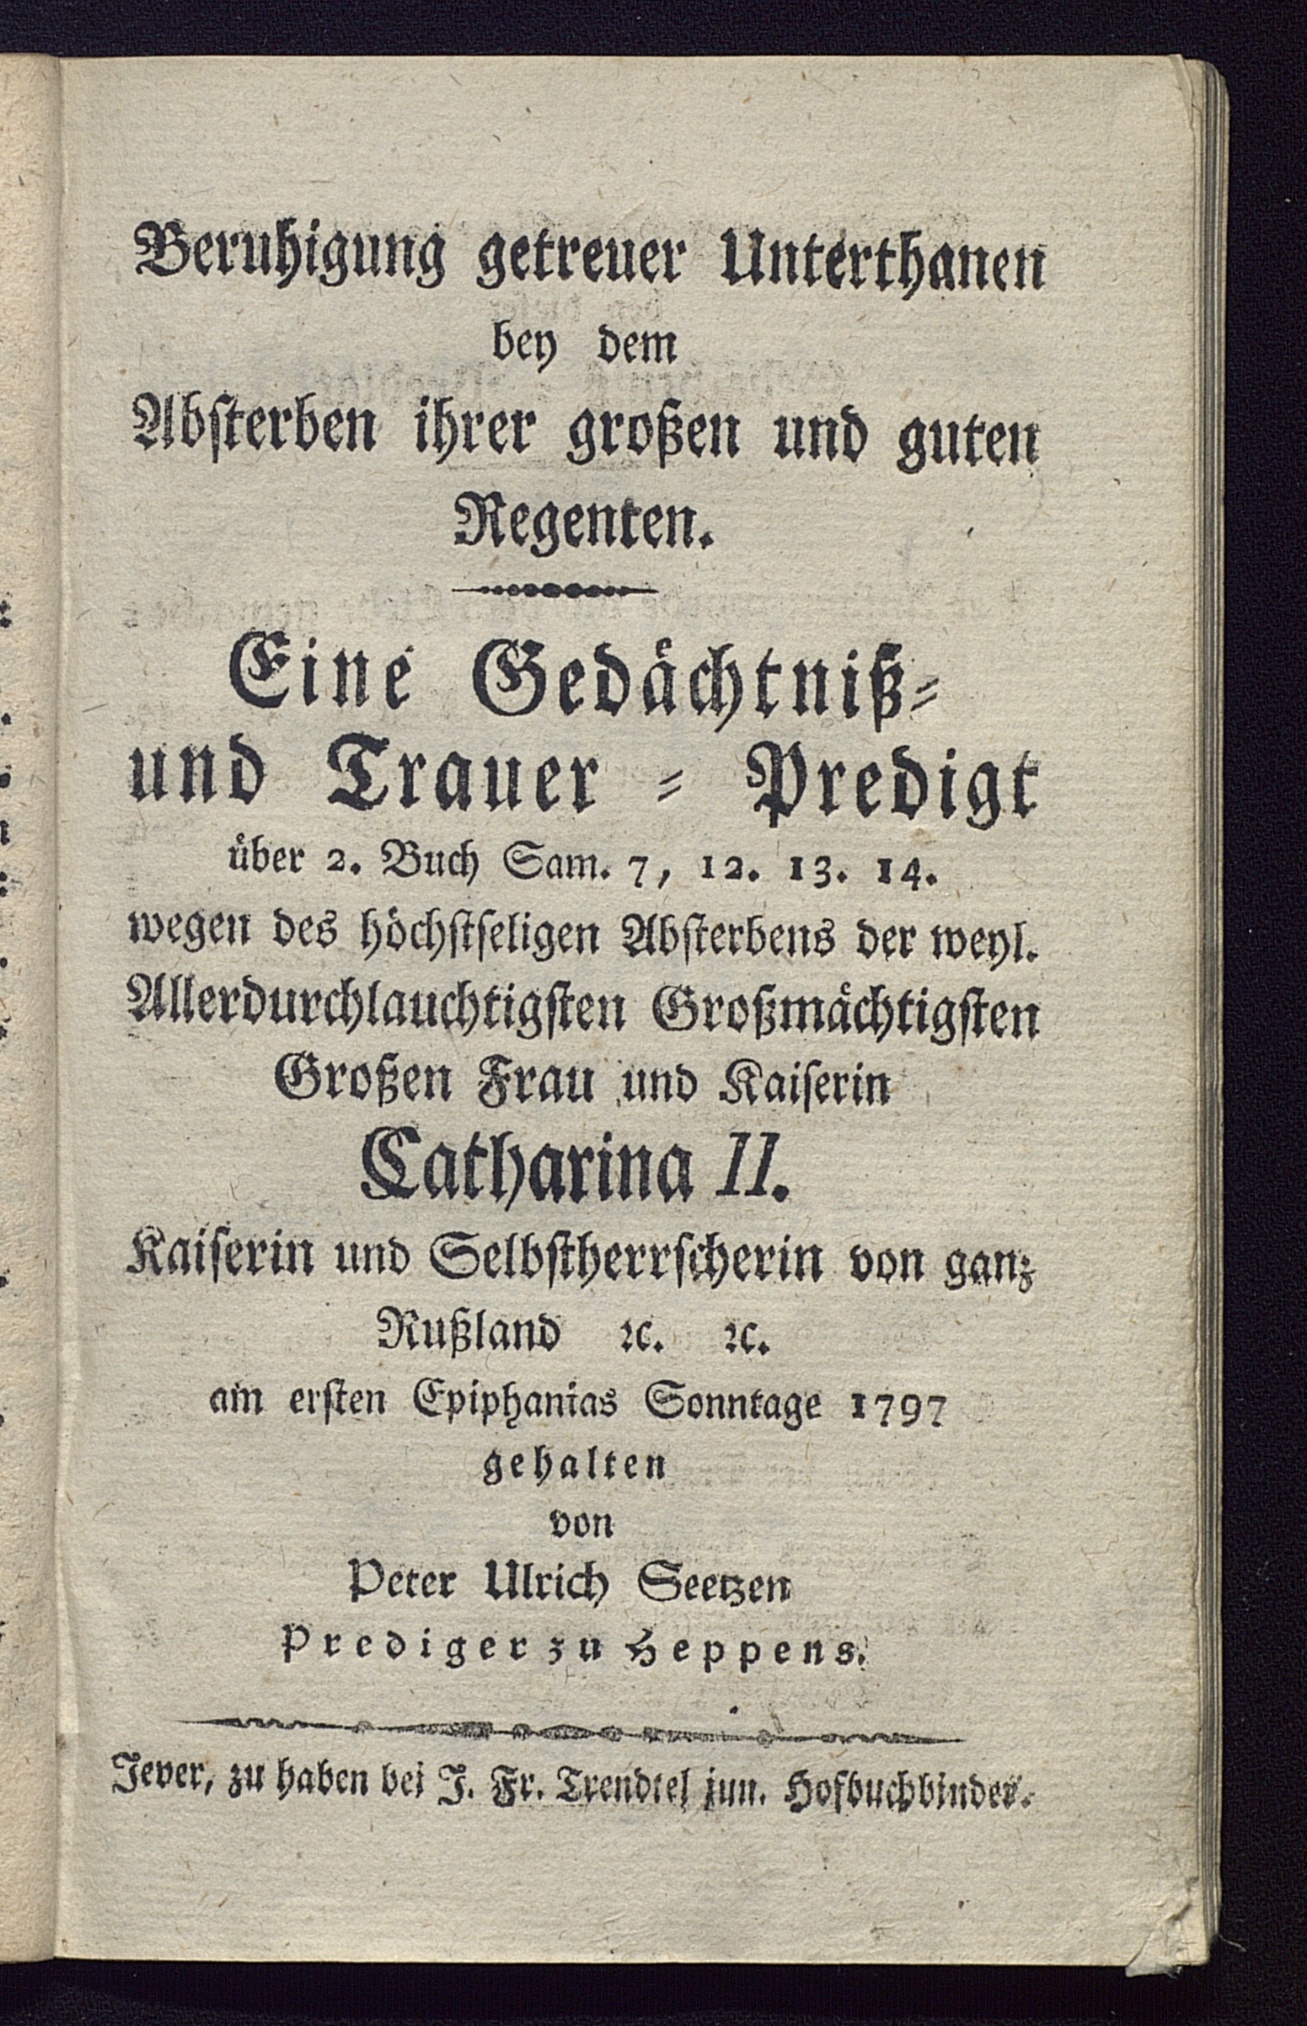 Beruhigung getreuer Unterthanen
bey dem
Absterben ihrer großen und guten
Regenten.
Eine Gedächtniß-
und Trauer - Predigt
über 2. Buch Sam. 7, 12. 13. 14.
wegen des höchstseligen Absterbens der weyl.
Allerdurchlauchtigsten Großmächtigsten
Großen Frau und Kaiserin
Catharina II.
Kaiserin und Selbstherrscherin von ganz
Rußland ꝛc. ꝛc.
am ersten Epiphanias Sonntage 1797
gehalten
von
Peter Ulrich Seetzen
Prediger zu Heppens.
Jever, zu haben bei J. Fr. Trendtel jun. Hofbuchbinder.